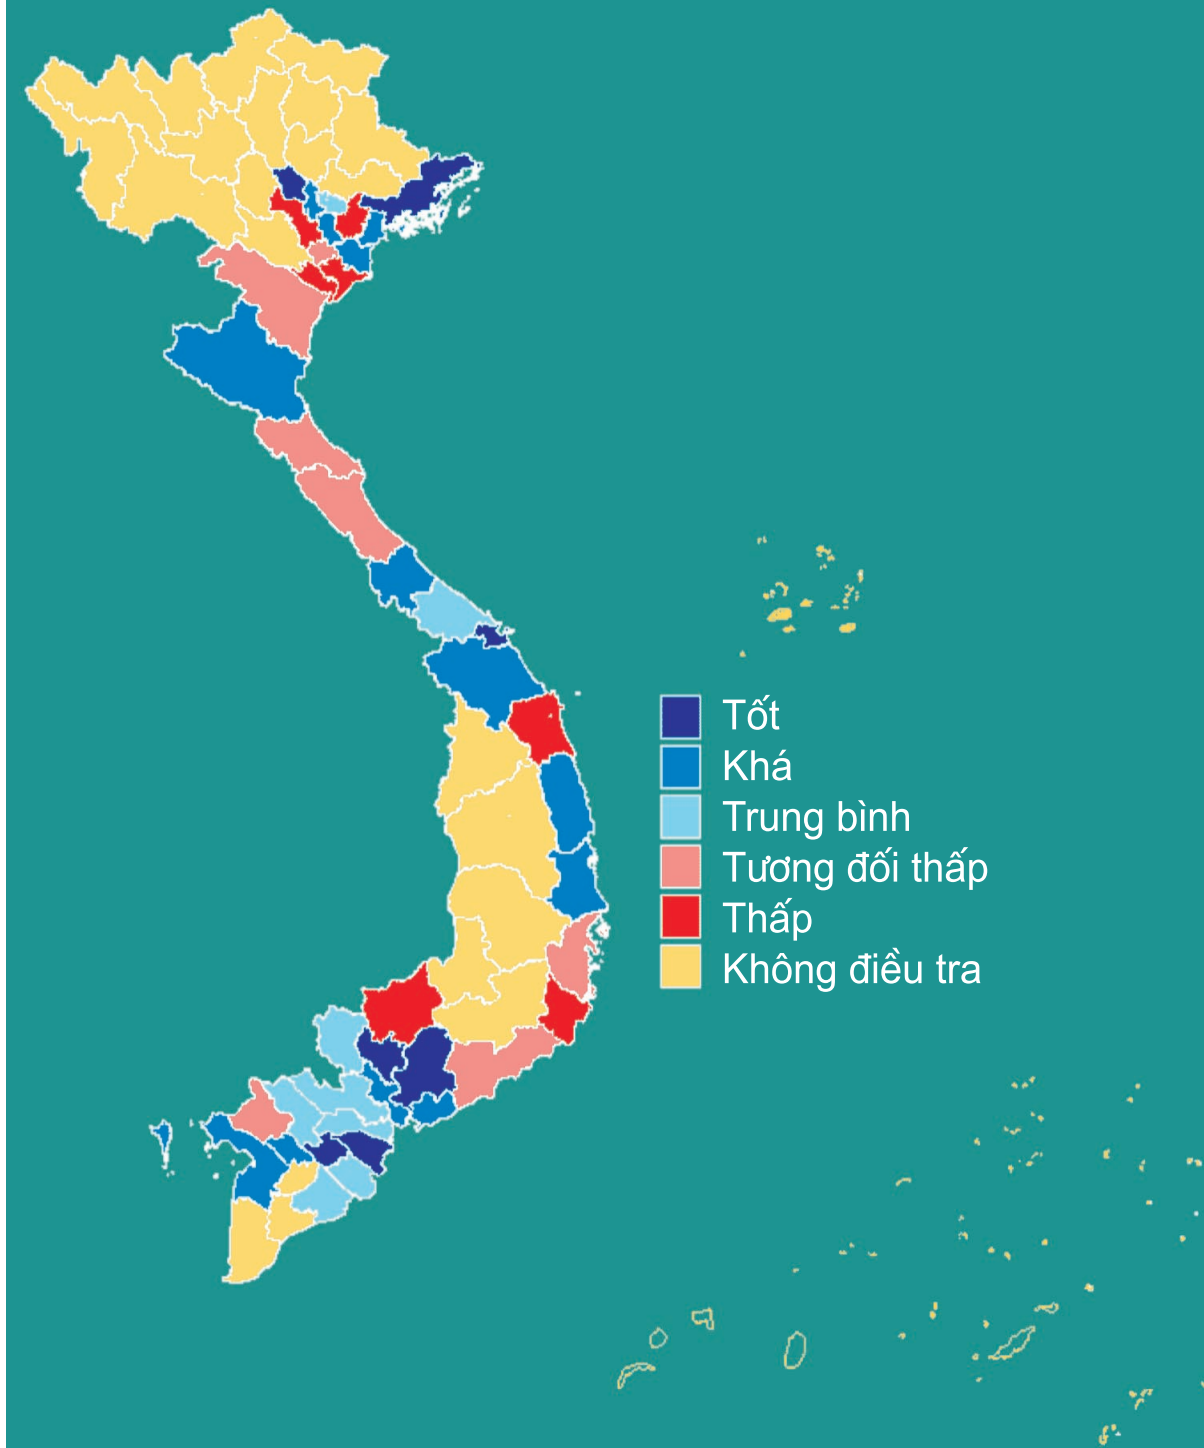 Tốt
Khá
Trung bình
Tương đối thấp
Thấp
Không điều tra